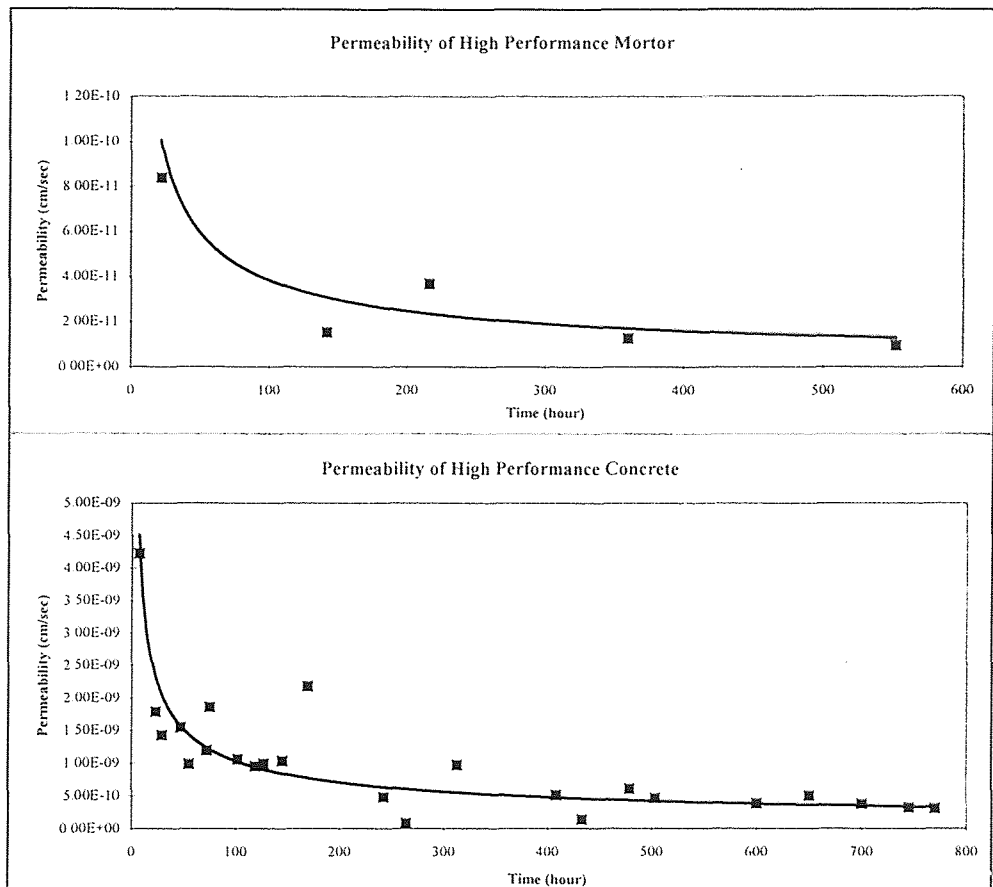 Permeability of High Performance Mortor
Permeability (cm/sec)
1 20E-10
1 00E-10
8 00E-11
6 00E-11
4 00E-11
2 00E-11
0 00E+00
0 100 200 300 400 500 600
Time (hour)
Permeability of High Performance Concrete
Permeability (cm/sec)
5.00E-09
4.50E-09
4 00E-09
3 50E-09
3 00E-09
2 50E-09
2 00E-09
1 50E-09
1 00E-09
5 00E-10
0 00E+00
0 100 200 300 400 500 600 700 800
Time (hour)